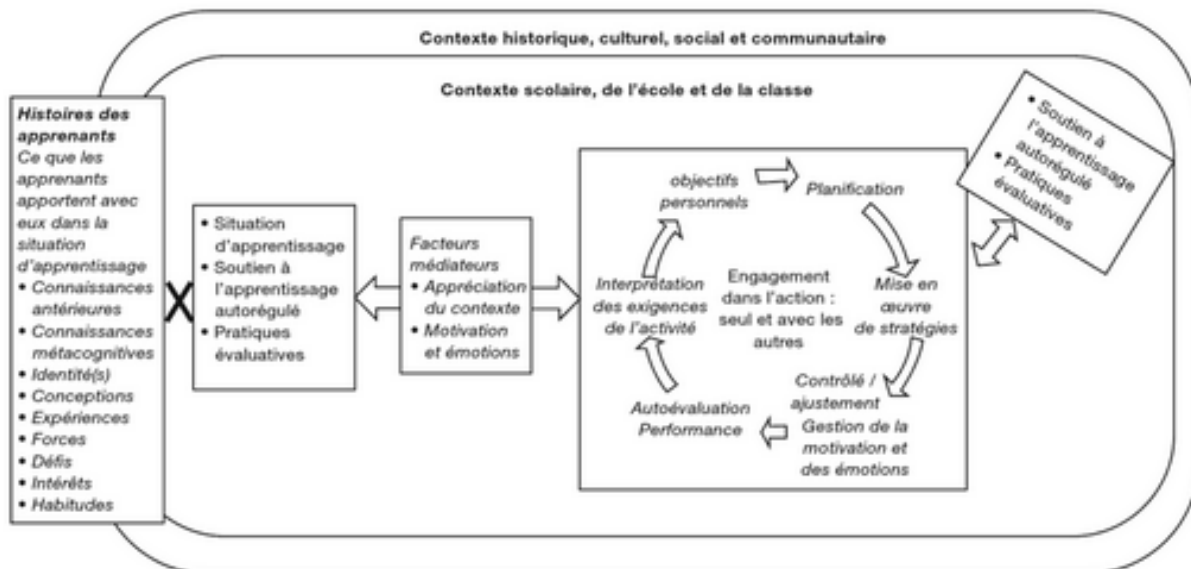 Contexte historique, culturel, social et communautaire
Contexte scolaire, de l'école et de la classe
Histoires des
apprenants
Ce que les
apprenants
apportent avec
eux dans la
situation
d'apprentissage
• Connaissances
antérieures
• Connaissances
métacognitives
• Identité(s)
• Conceptions
• Expériences
• Forces
• Défis
• Intérêts
• Habitudes
X
• Situation
d'apprentissage
• Soutien à
l'apprentissage
autorégulé
• Pratiques
évaluatives
Facteurs
médiateurs
• Appréciation
du contexte
• Motivation
et émotions
objectifs
personnels
Planification
Interprétation
des exigences
de l'activité
Engagement
dans l'action :
seul et avec les
autres
Mise en
œuvre
de stratégies
Contrôlé /
ajustement
Gestion de la
motivation et
des émotions
Autoévaluation
Performance
• Soutien à
l'apprentissage
autorégulé
• Pratiques
évaluatives